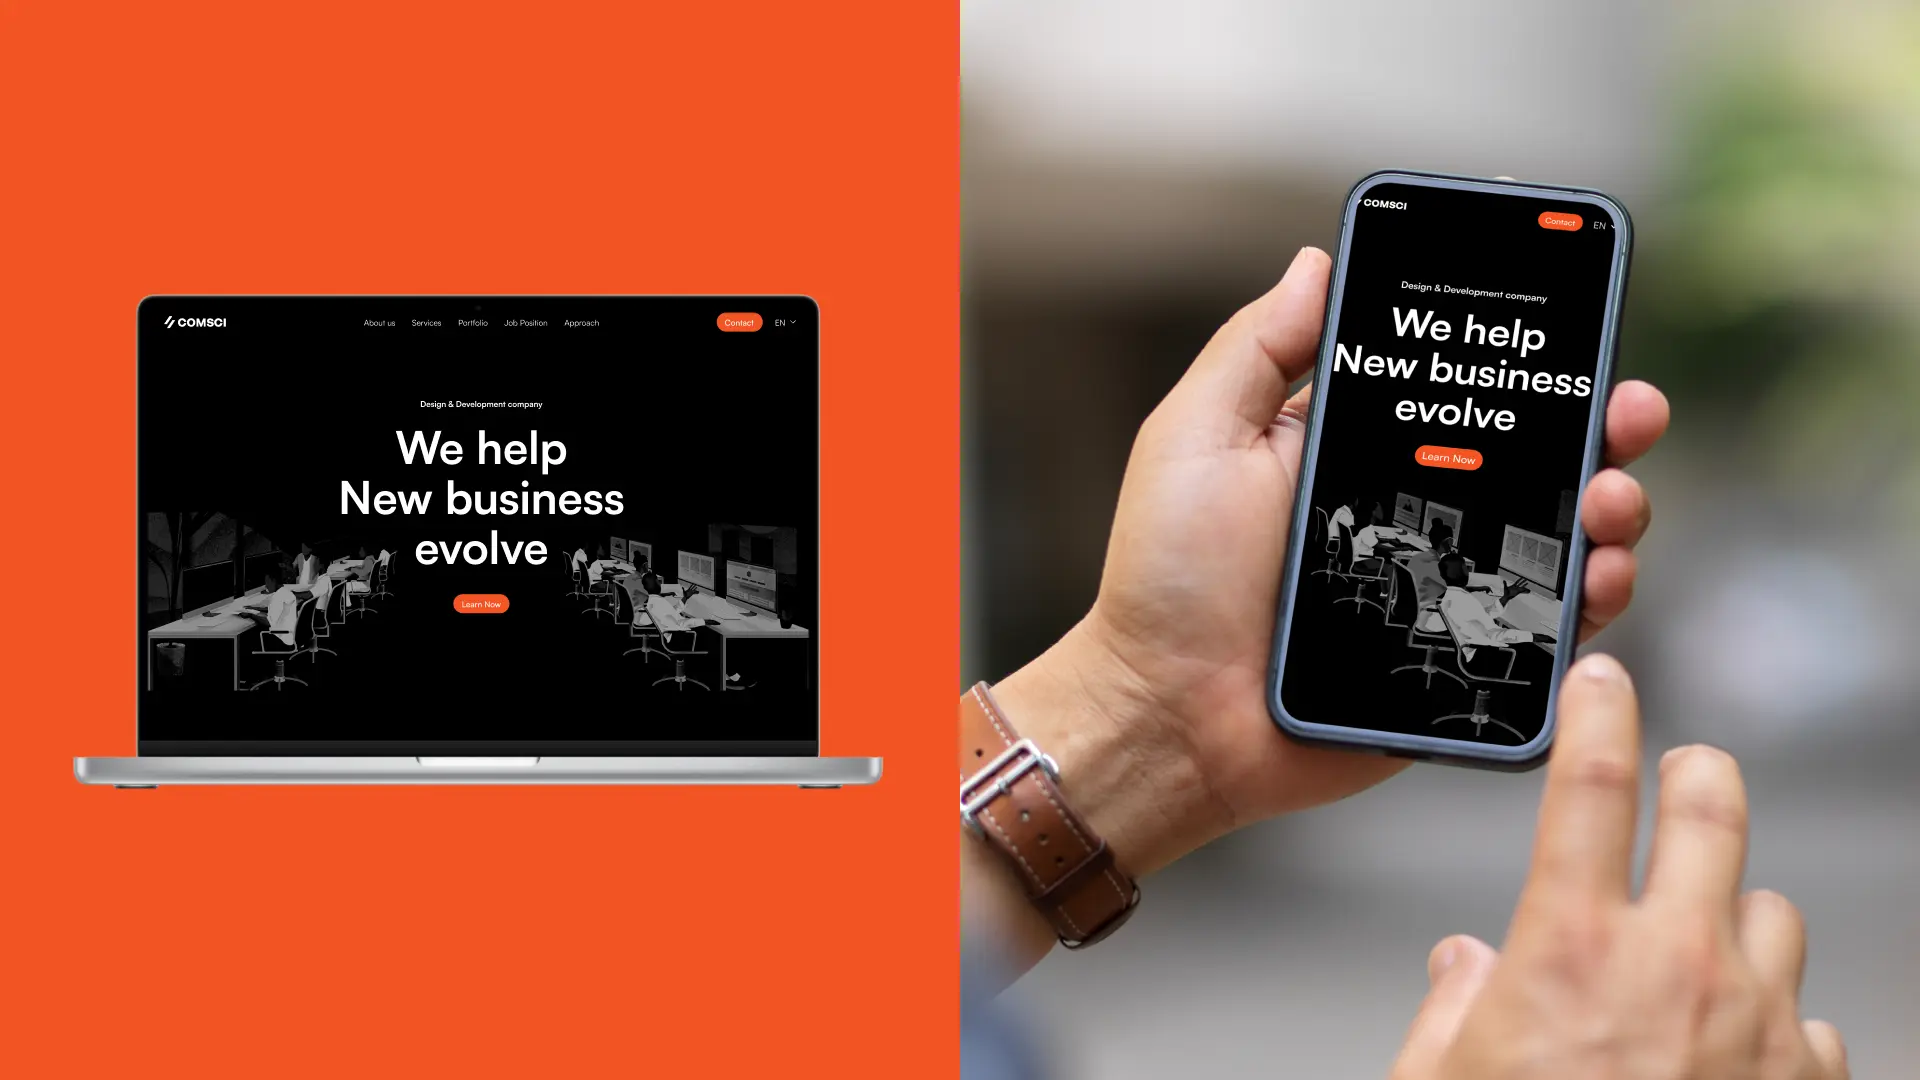 COMSCI
About us Services Portfolio Job Position Approach
Contact EN
Design & Development company
We help
New business
evolve
Learn Now
COMSCI
Contact EN
Design & Development company
We help
New business
evolve
Learn Now